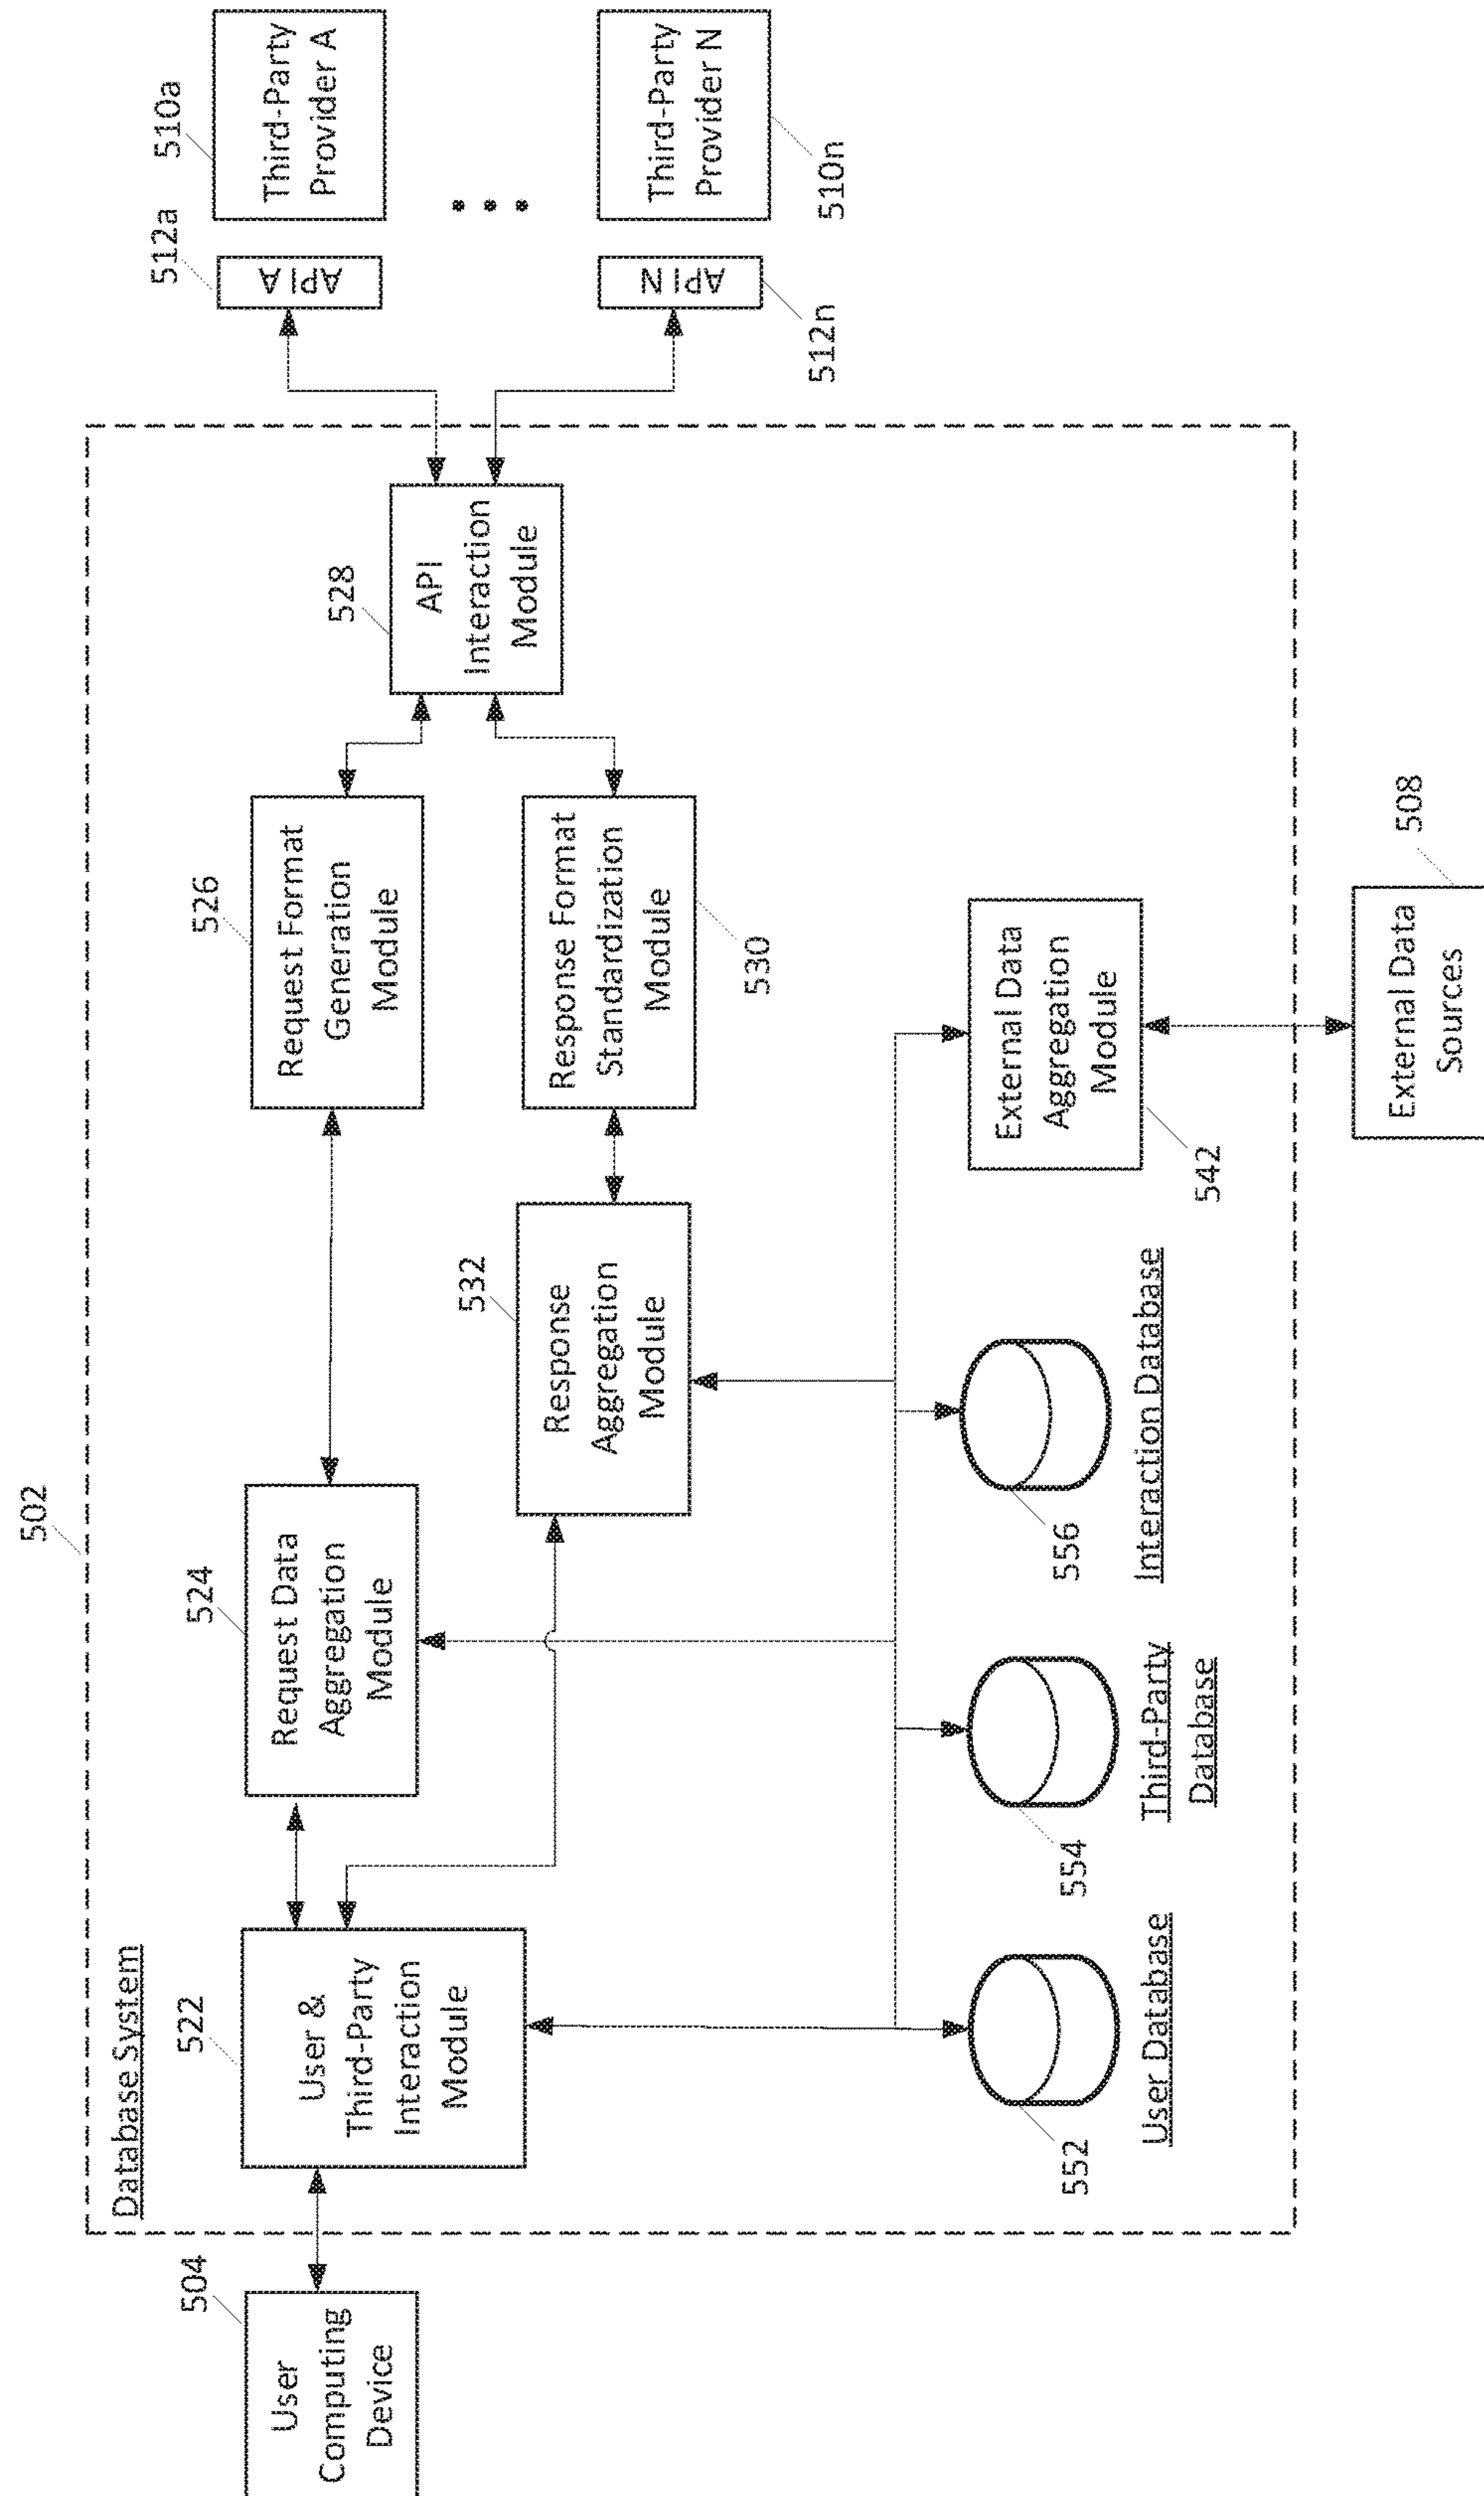 502
Database System
504
User
Computing
Device
522
User &
Third-Party
Interaction
Module
524
Request Data
Aggregation
Module
526
Request Format
Generation
Module
528
API
Interaction
Module
512a
API A
510a
Third-Party
Provider A
512n
API N
510n
Third-Party
Provider N
532
Response
Aggregation
Module
530
Response Format
Standardization
Module
552
User Database
554
Third-Party
Database
556
Interaction Database
542
External Data
Aggregation
Module
508
External Data
Sources